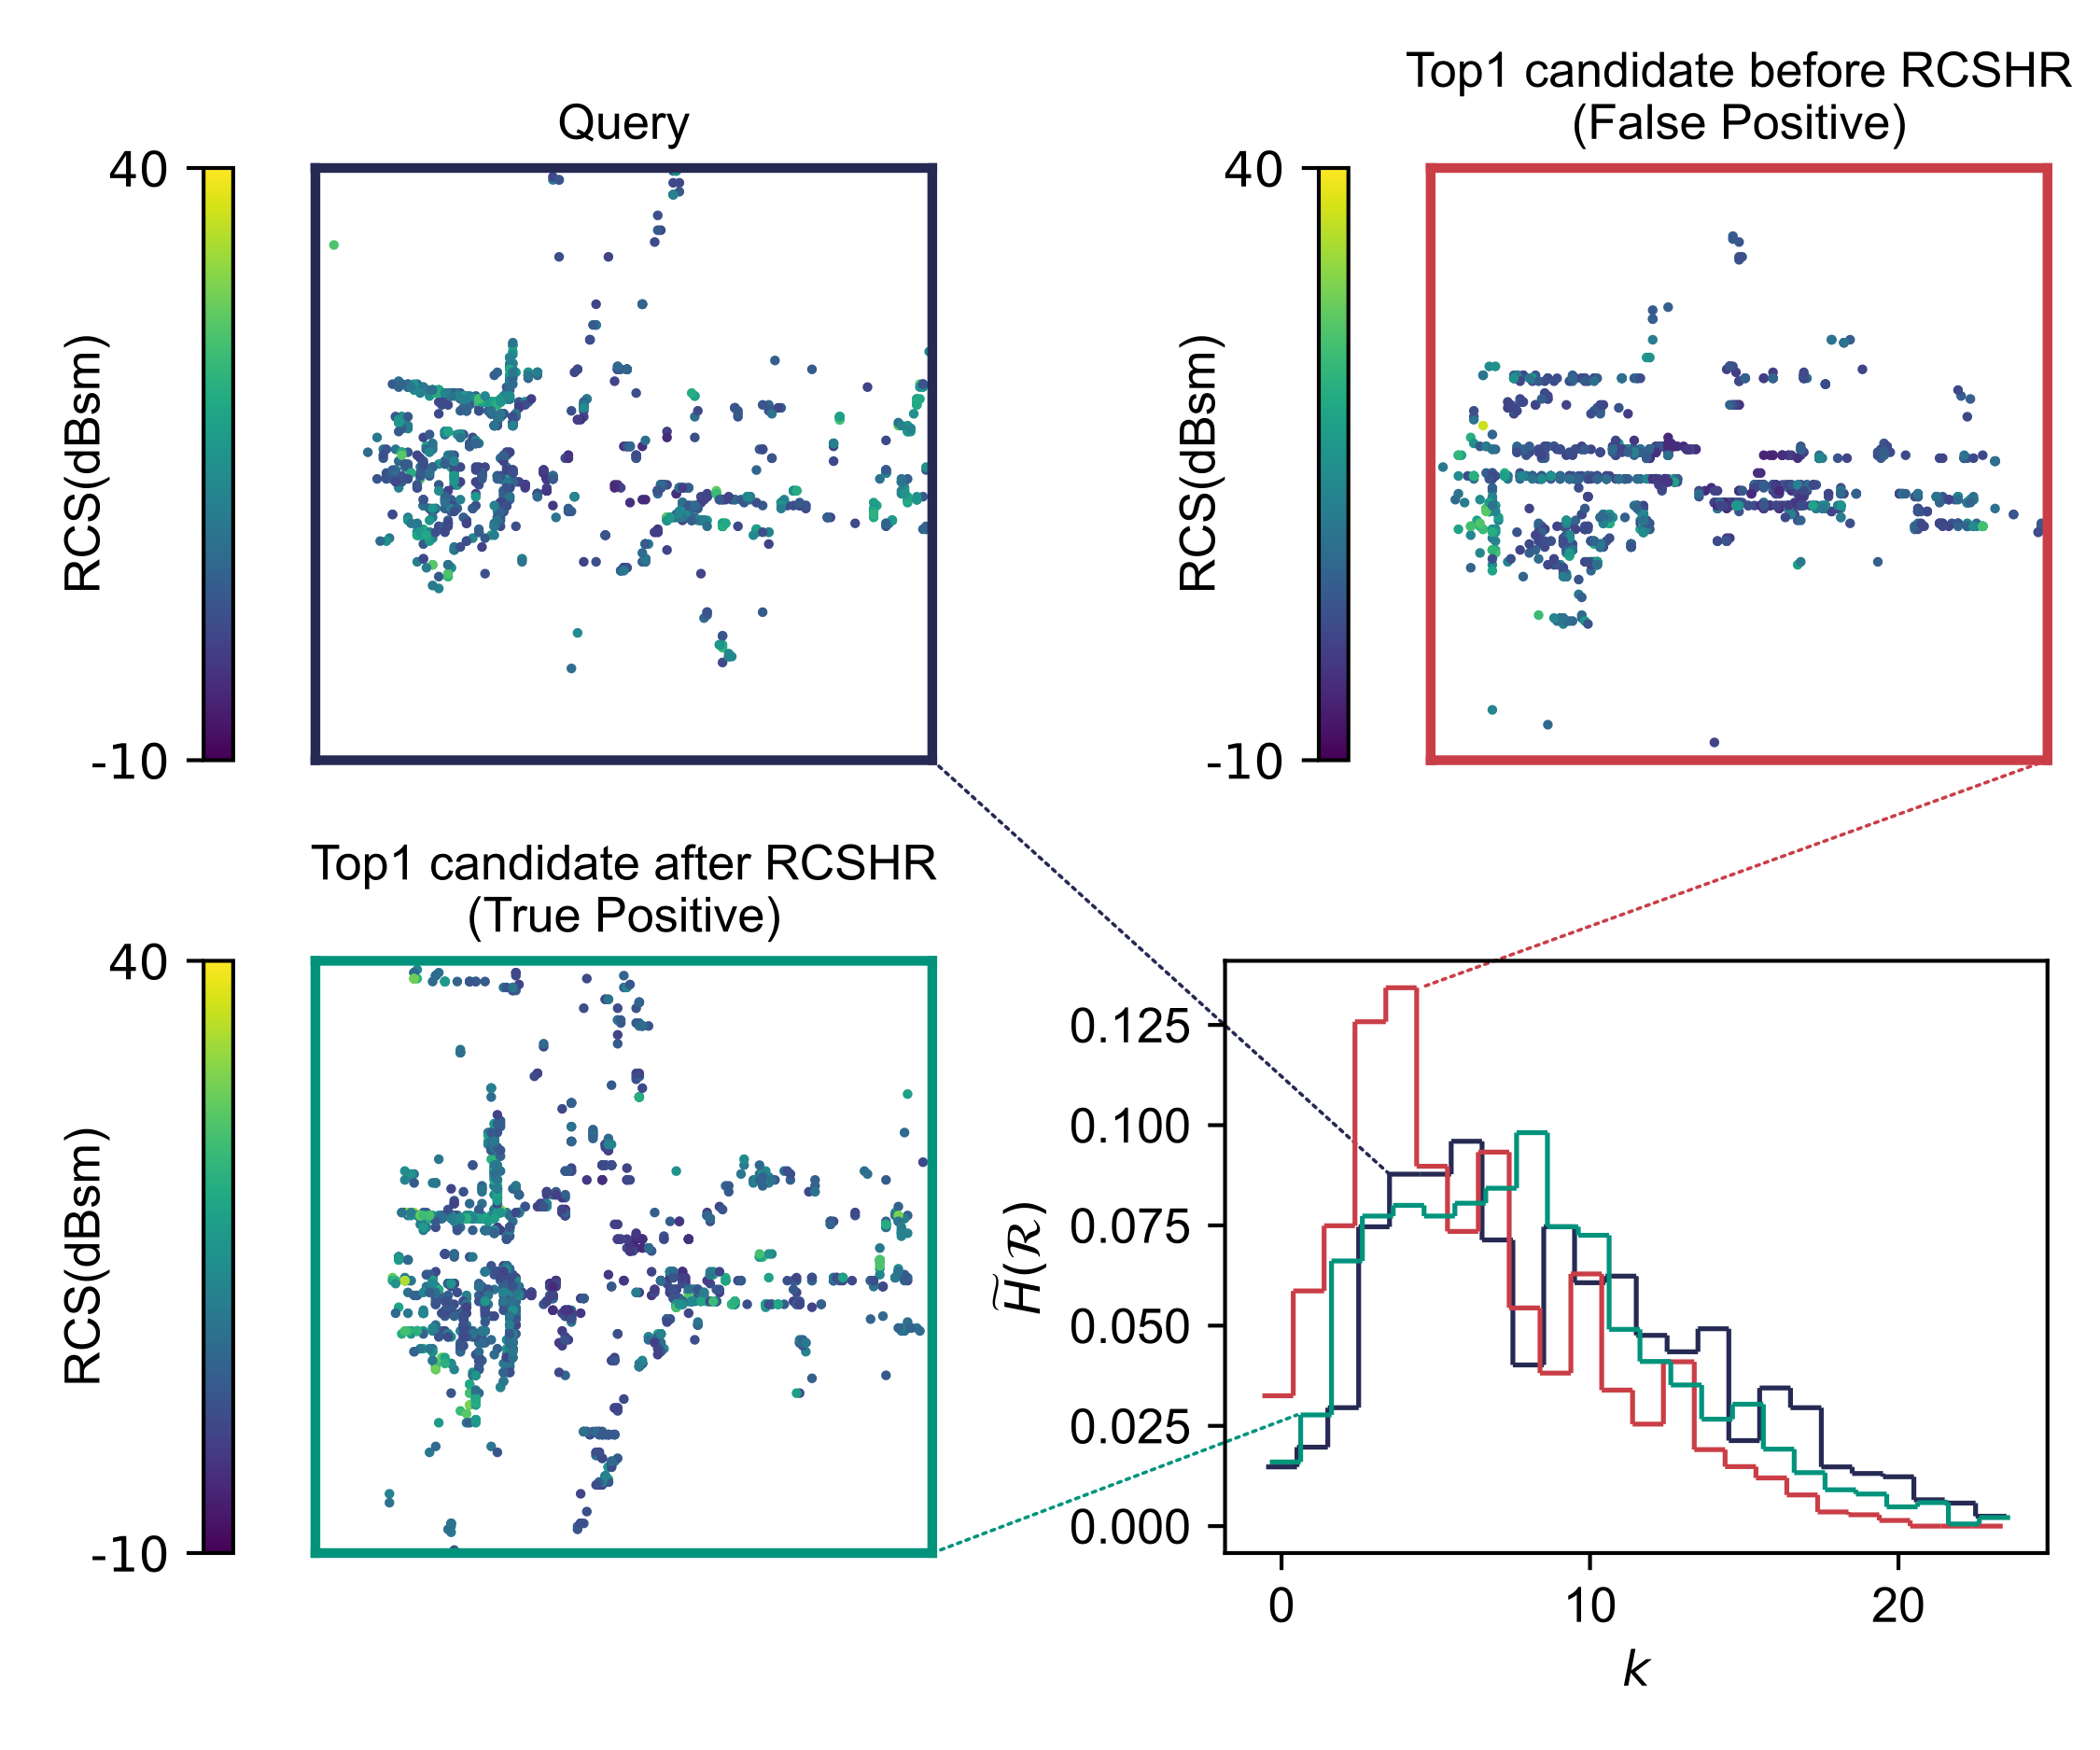 Query
40
RCS(dBsm)
-10
Top1 candidate before RCSHR
(False Positive)
40
RCS(dBsm)
-10
Top1 candidate after RCSHR
(True Positive)
40
RCS(dBsm)
-10
H̃(ℛ)
0.125
0.100
0.075
0.050
0.025
0.000
0 10 20
k